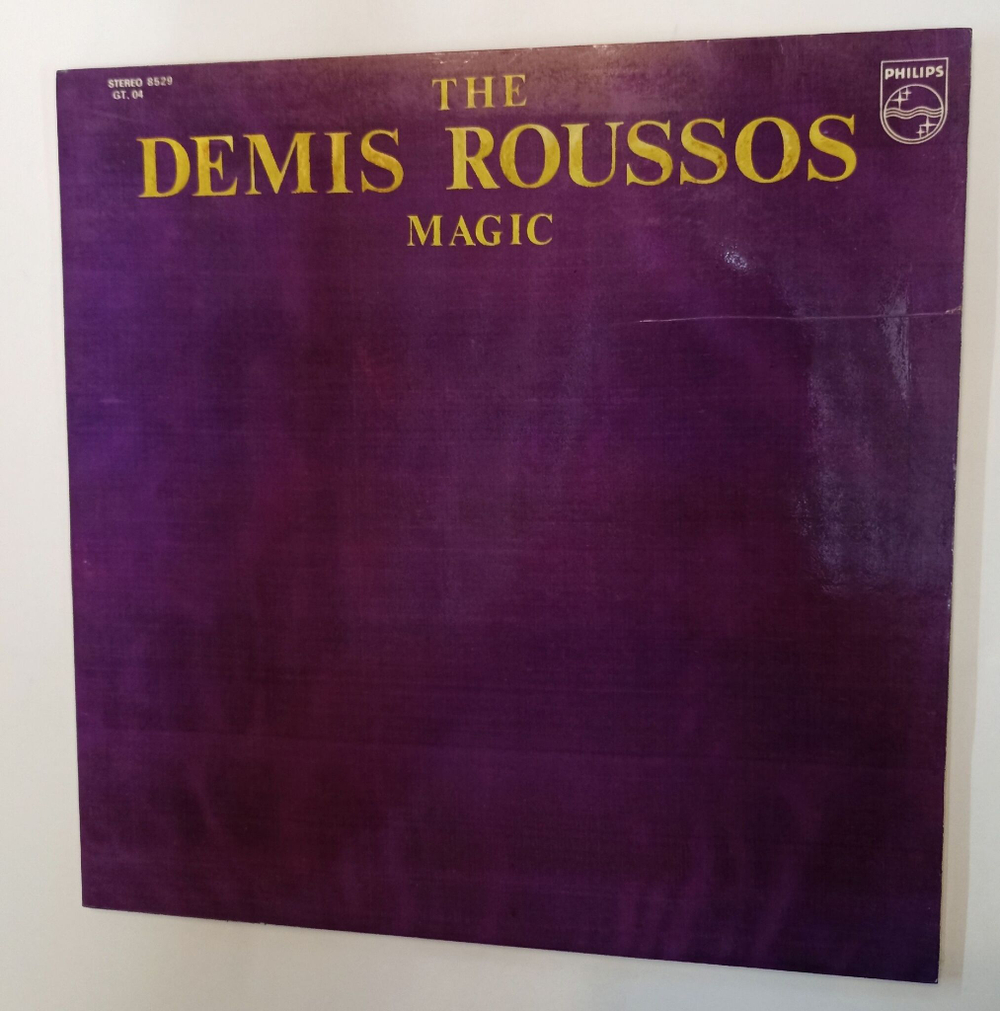 STEREO 8529
GT. 04
THE
DEMIS ROUSSOS
MAGIC
PHILIPS